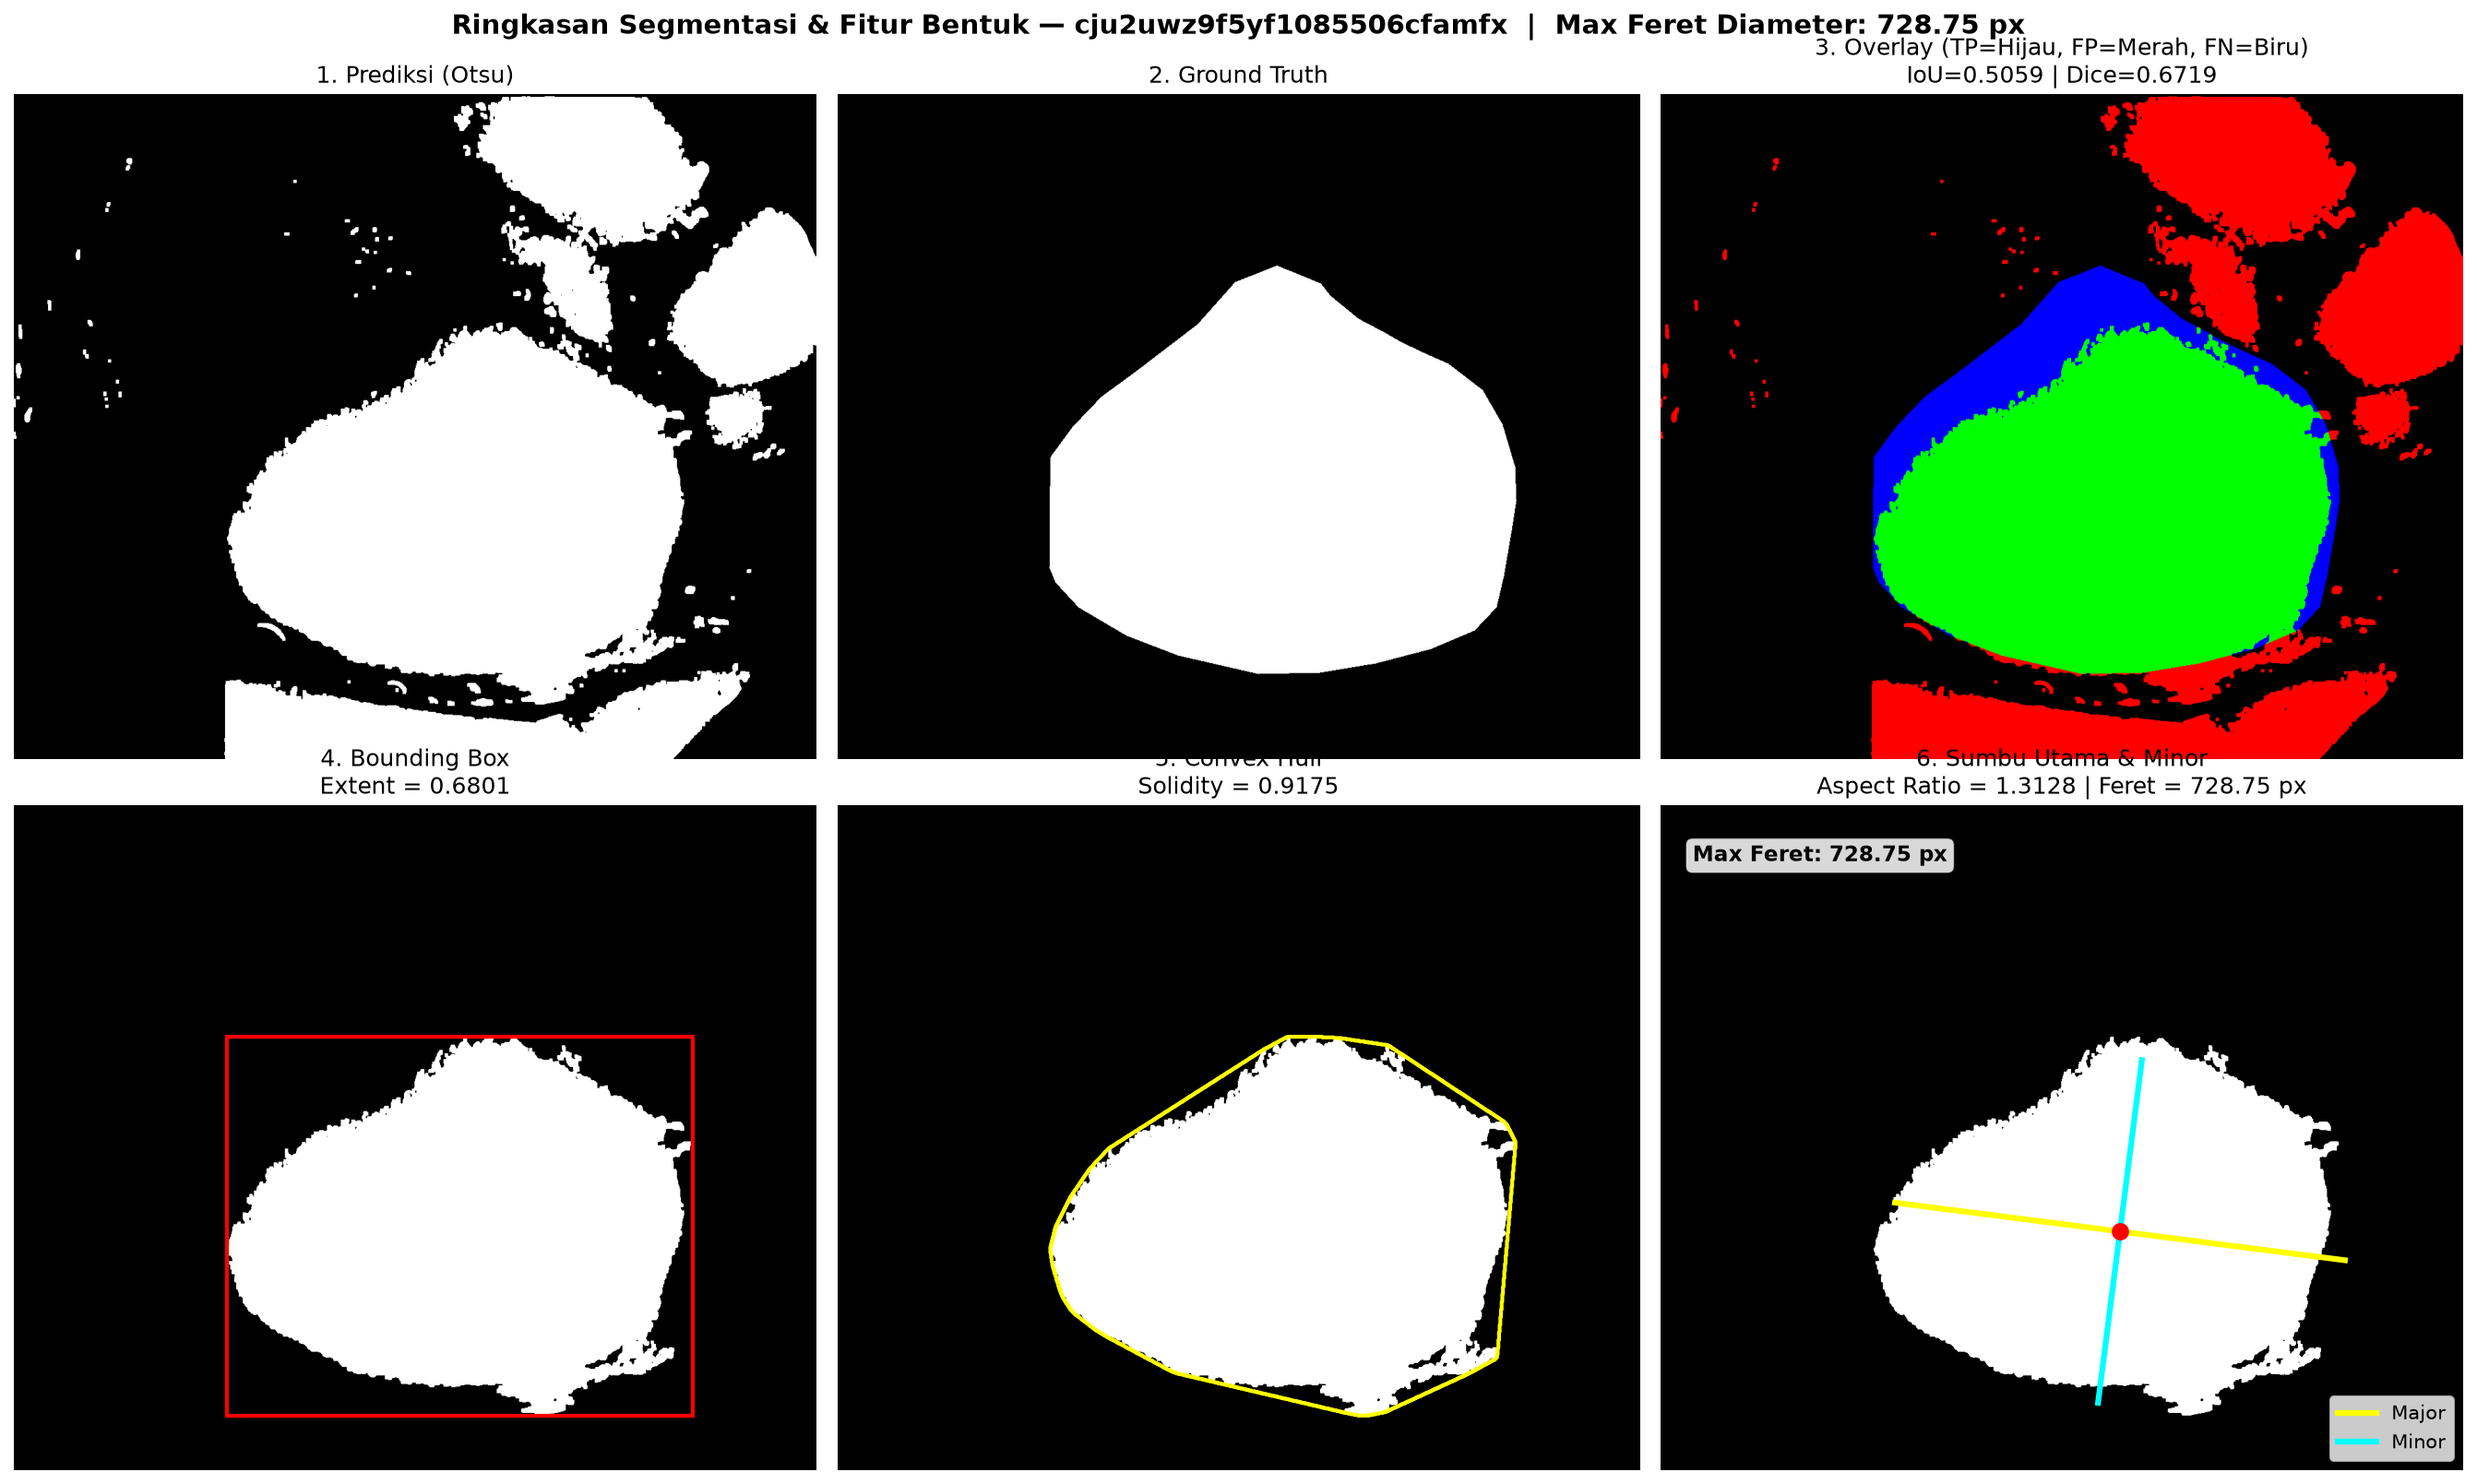 Ringkasan Segmentasi & Fitur Bentuk — cju2uwz9f5yf1085506cfamfx | Max Feret Diameter: 728.75 px
1. Prediksi (Otsu)
2. Ground Truth
3. Overlay (TP=Hijau, FP=Merah, FN=Biru)
IoU=0.5059 | Dice=0.6719
4. Bounding Box
Extent = 0.6801
5. Convex Hull
Solidity = 0.9175
6. Sumbu Utama & Minor
Aspect Ratio = 1.3128 | Feret = 728.75 px
Max Feret: 728.75 px
Major
Minor